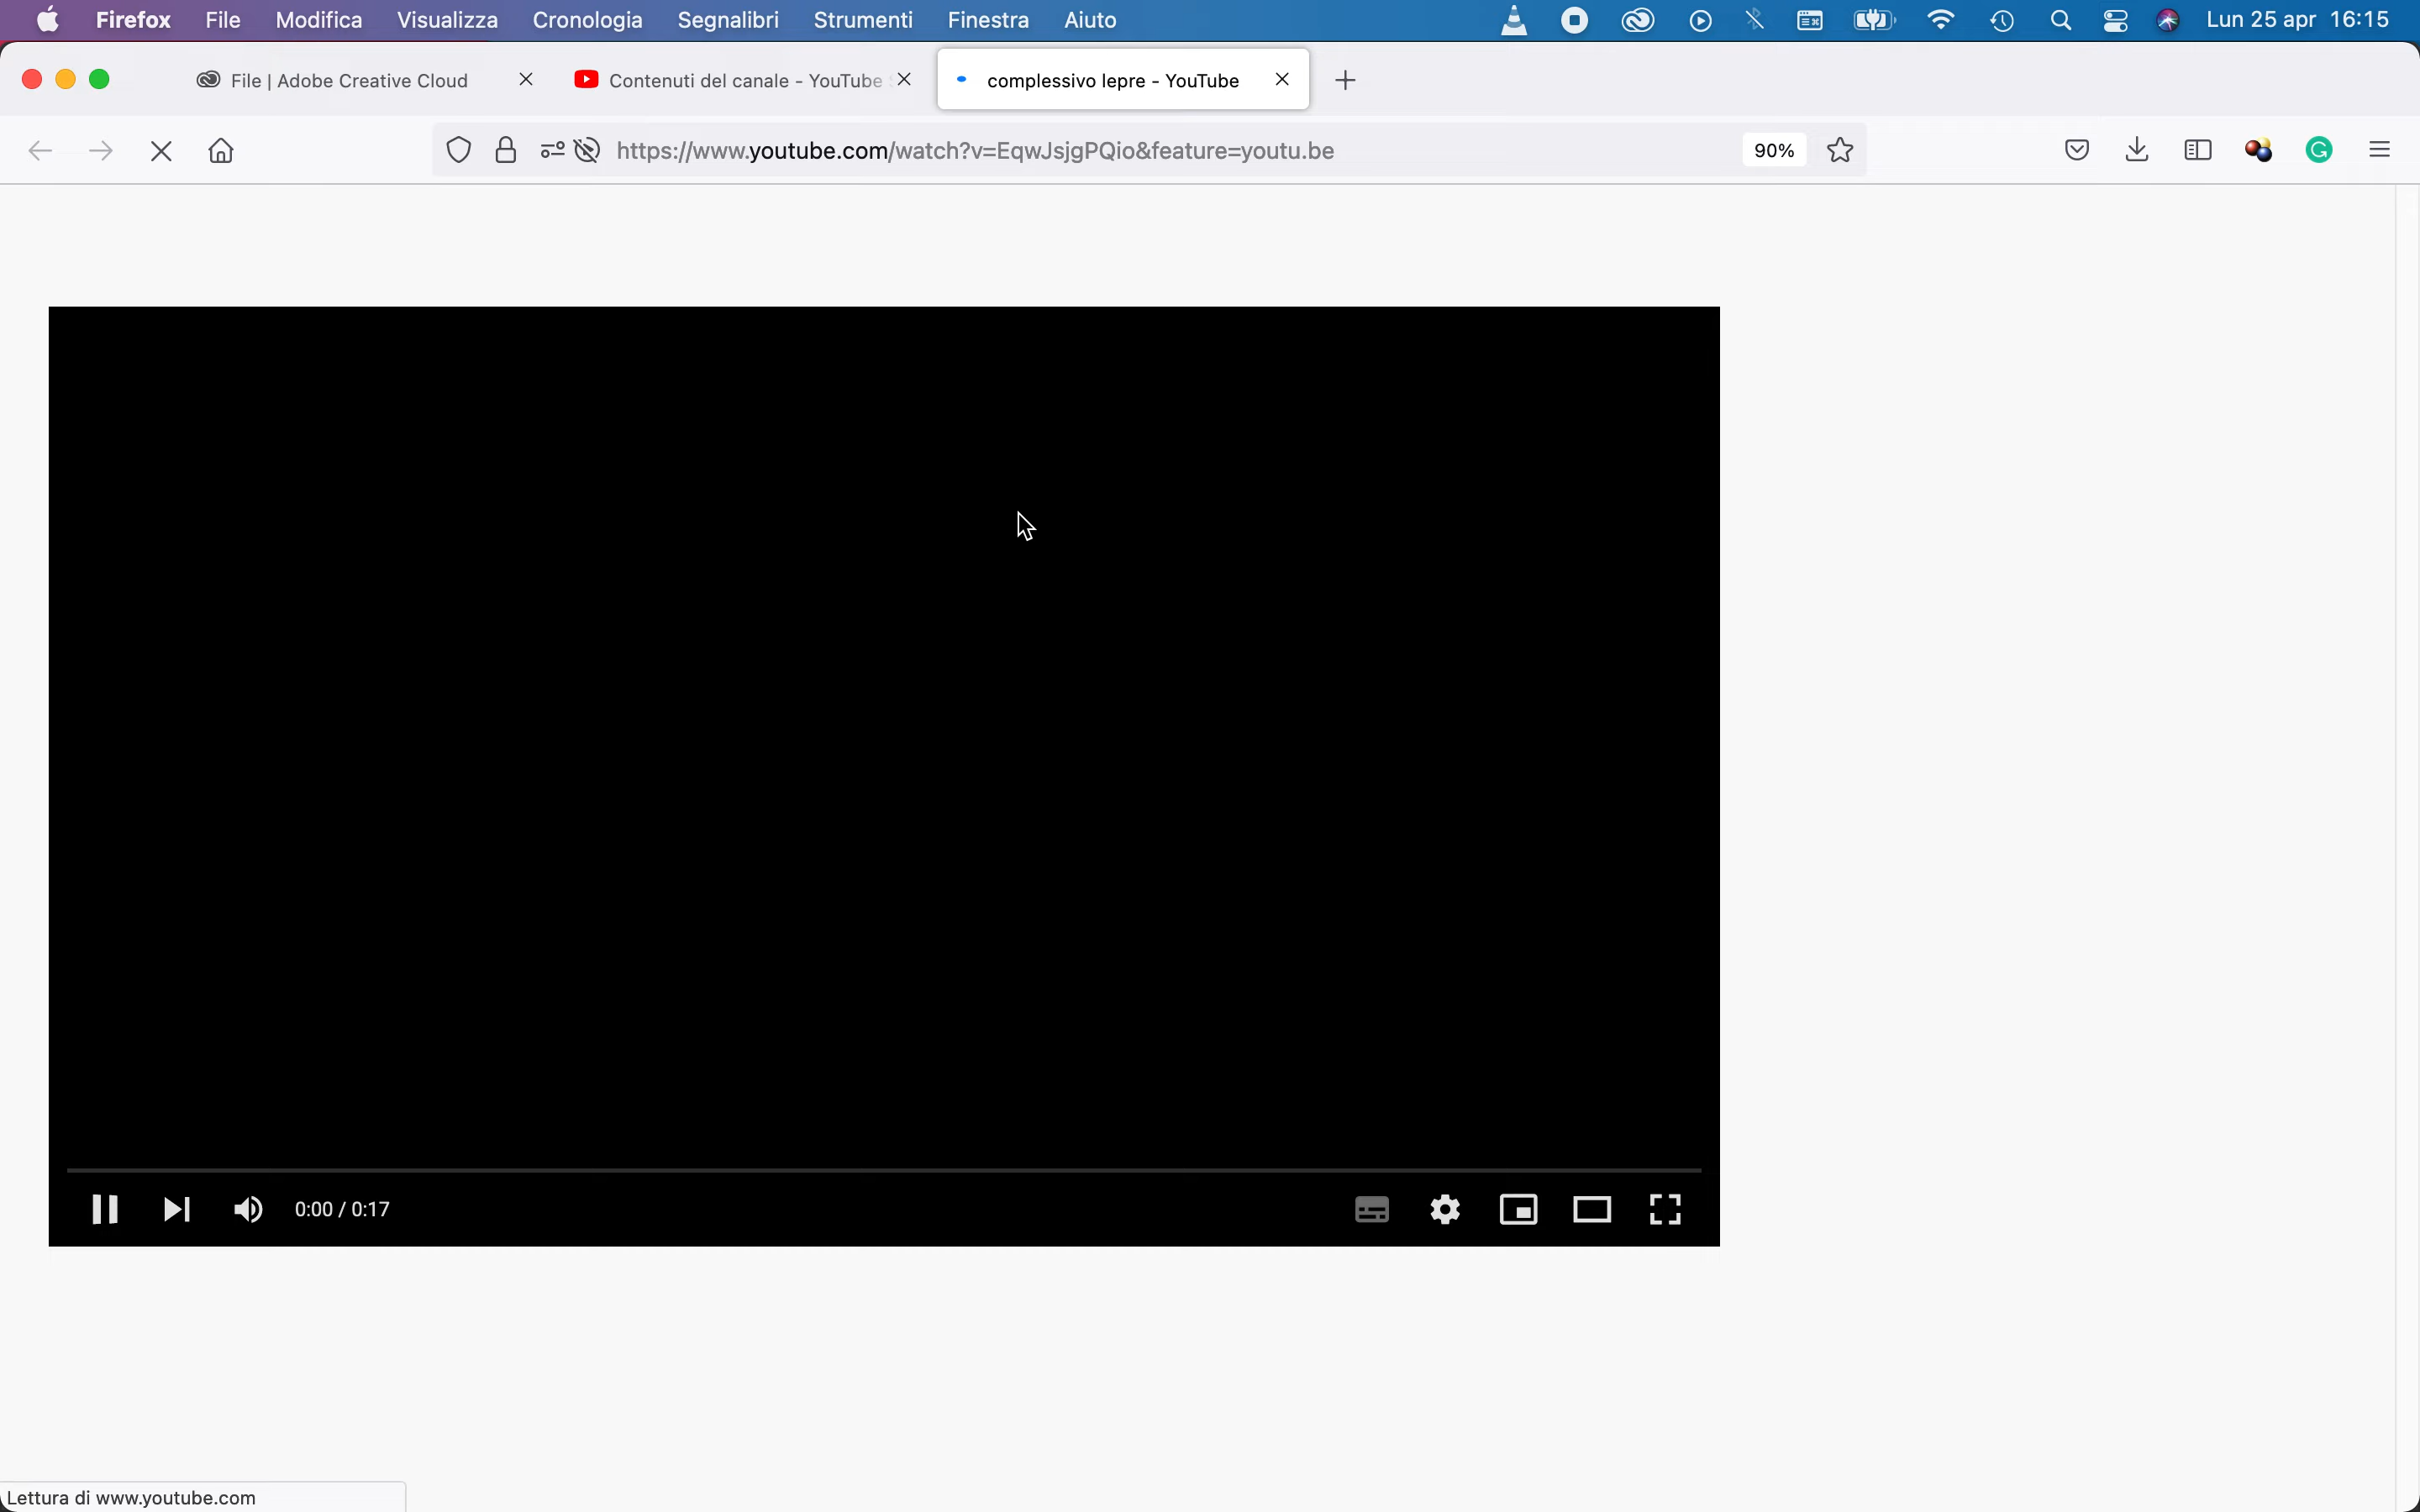 Firefox File Modifica Visualizza Cronologia Segnalibri Strumenti Finestra Aiuto Lun 25 apr 16:15
File | Adobe Creative Cloud Contenuti del canale - YouTube complessivo lepre - YouTube
https://www.youtube.com/watch?v=EqwJsjgPQio&feature=youtu.be 90%
0:00 / 0:17
Lettura di www.youtube.com